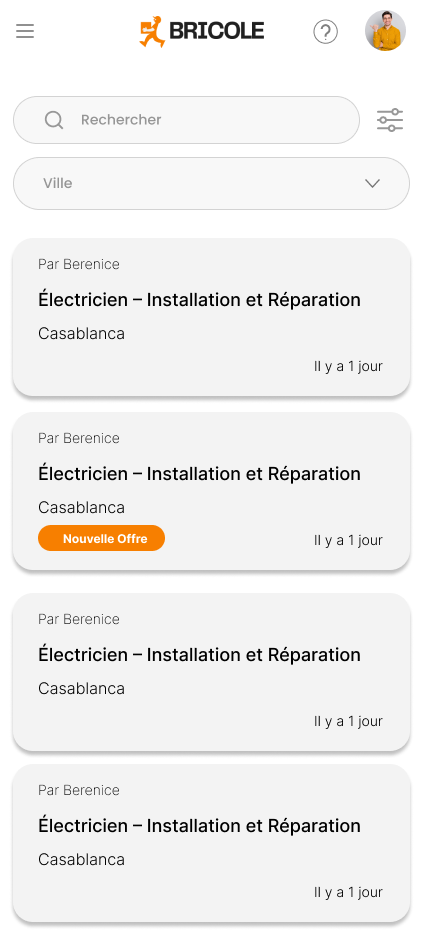 BRICOLE
?
Rechercher
Ville
Par Berenice
Électricien – Installation et Réparation
Casablanca
Il y a 1 jour
Par Berenice
Électricien – Installation et Réparation
Casablanca
Nouvelle Offre
Il y a 1 jour
Par Berenice
Électricien – Installation et Réparation
Casablanca
Il y a 1 jour
Par Berenice
Électricien – Installation et Réparation
Casablanca
Il y a 1 jour